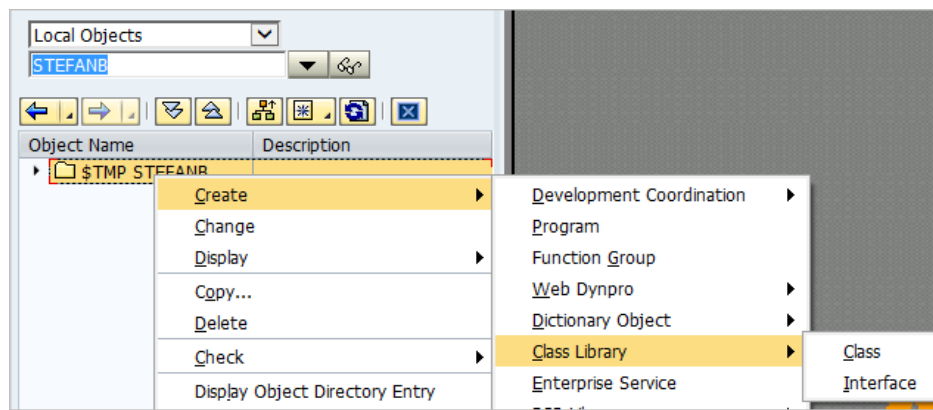 Local Objects
STEFANB
Object Name Description
$TMP STEFANB
Create
Change
Display
Copy...
Delete
Check
Display Object Directory Entry
Development Coordination
Program
Function Group
Web Dynpro
Dictionary Object
Class Library
Enterprise Service
Class
Interface